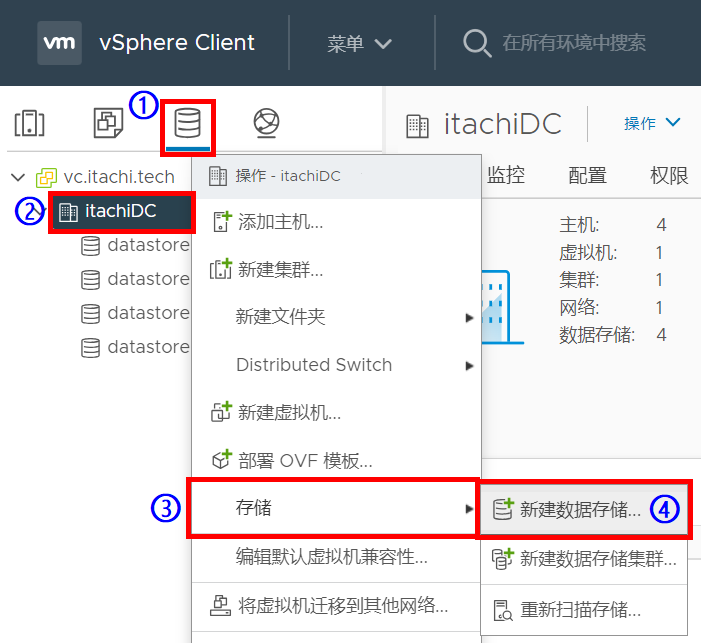 vm vSphere Client 菜单 在所有环境中搜索
①
itachiDC 操作
vc.itachi.tech
操作 - itachiDC
监控 配置 权限
② itachiDC
添加主机...
主机: 4
datastore
虚拟机: 1
新建集群...
datastore
集群: 1
网络: 1
datastore
新建文件夹
数据存储: 4
datastore
Distributed Switch
新建虚拟机...
部署 OVF 模板...
③ 存储
新建数据存储... ④
编辑默认虚拟机兼容性...
新建数据存储集群...
将虚拟机迁移到其他网络...
重新扫描存储...